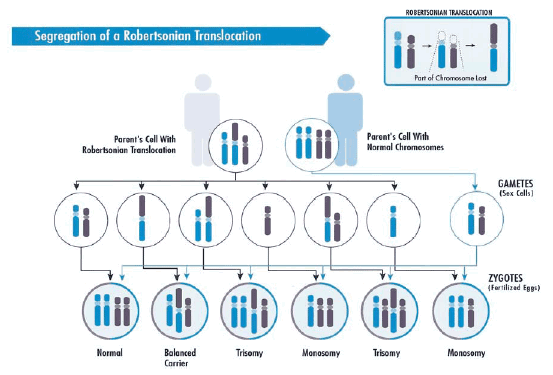 Segregation of a Robertsonian Translocation
ROBERTSONIAN TRANSLOCATION
Part of Chromosome Lost
Parent's Cell With
Robertsonian Translocation
Parent's Cell With
Normal Chromosomes
GAMETES
(Sex Cells)
ZYGOTES
(Fertilized Eggs)
Normal
Balanced
Carrier
Trisomy
Monosomy
Trisomy
Monosomy